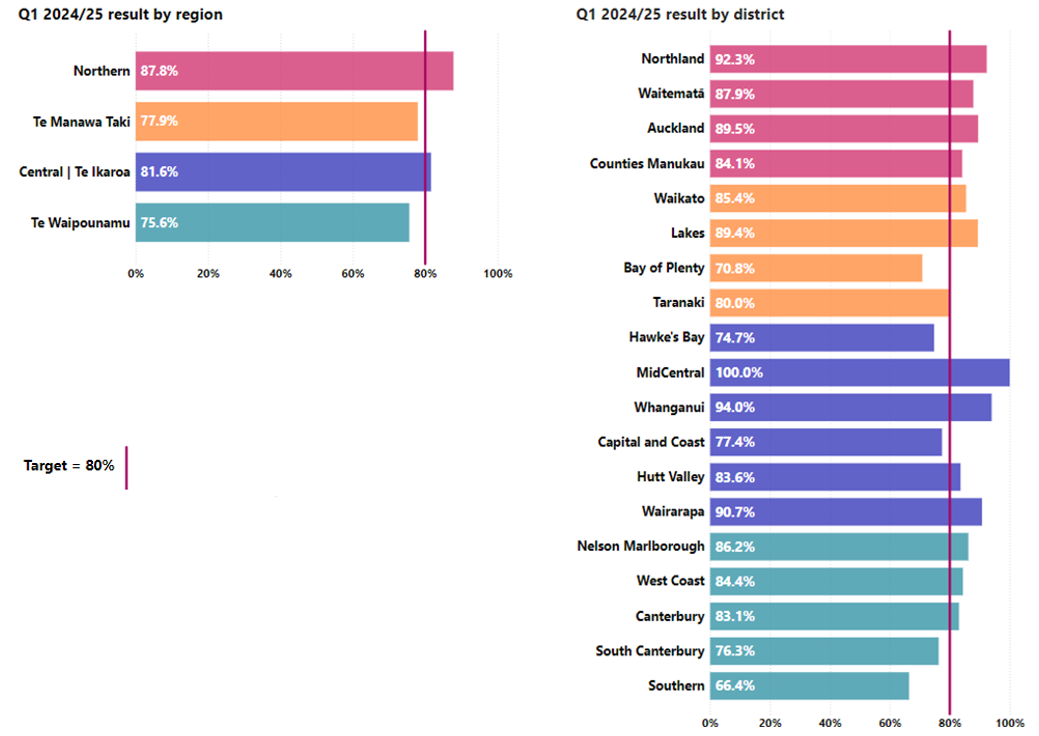 Q1 2024/25 result by region
Northern 87.8%
Te Manawa Taki 77.9%
Central | Te Ikaroa 81.6%
Te Waipounamu 75.6%
0% 20% 40% 60% 80% 100%
Target = 80%
Q1 2024/25 result by district
Northland 92.3%
Waitematā 87.9%
Auckland 89.5%
Counties Manukau 84.1%
Waikato 85.4%
Lakes 89.4%
Bay of Plenty 70.8%
Taranaki 80.0%
Hawke's Bay 74.7%
MidCentral 100.0%
Whanganui 94.0%
Capital and Coast 77.4%
Hutt Valley 83.6%
Wairarapa 90.7%
Nelson Marlborough 86.2%
West Coast 84.4%
Canterbury 83.1%
South Canterbury 76.3%
Southern 66.4%
0% 20% 40% 60% 80% 100%